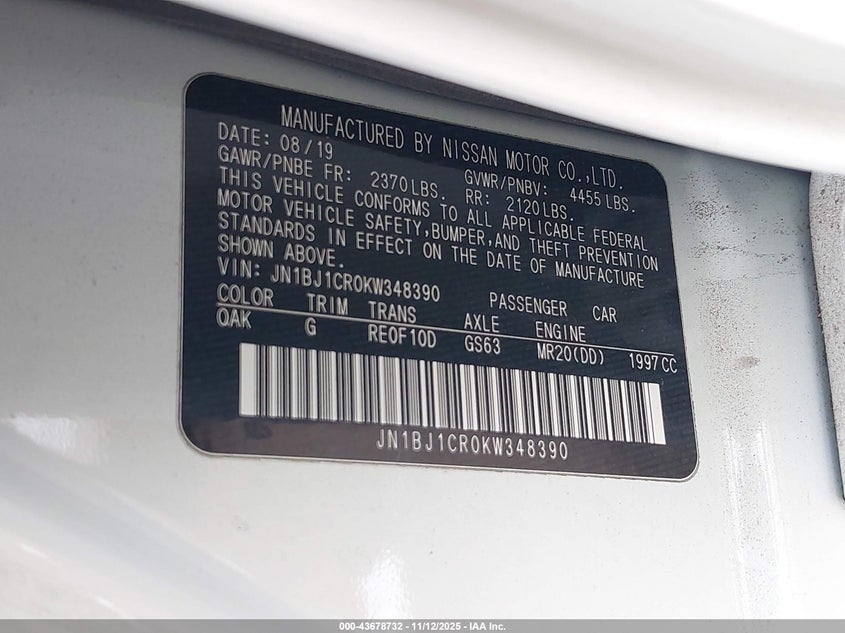 MANUFACTURED BY NISSAN MOTOR CO.,LTD.
DATE: 08/19 GVWR/PNBV: 4455LBS.
GAWR/PNBE FR: 2370LBS. RR: 2120LBS.
THIS VEHICLE CONFORMS TO ALL APPLICABLE FEDERAL
MOTOR VEHICLE SAFETY,BUMPER,AND THEFT PREVENTION
STANDARDS IN EFFECT ON THE DATE OF MANUFACTURE
SHOWN ABOVE.
VIN: JN1BJ1CR0KW348390 PASSENGER CAR
COLOR TRIM TRANS AXLE ENGINE
QAK G RE0F10D GS63 MR20(DD) 1997CC
JN1BJ1CR0KW348390
000-43678732 - 11/12/2025 - IAA Inc.